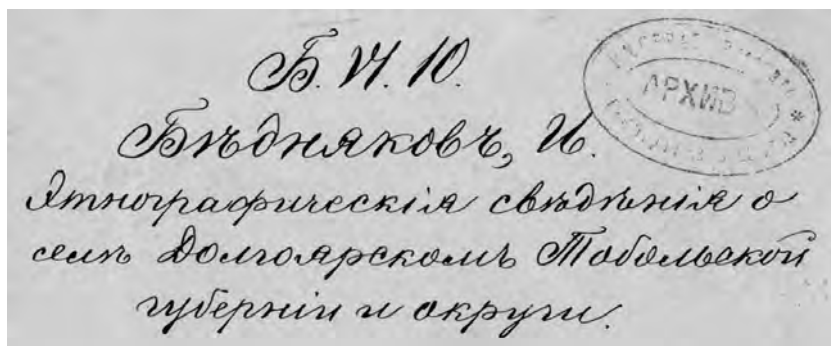 Б. VI. 10.
АРХИВ
Бѣдняковъ, И.
Этнографическія свѣдѣнія о
селѣ Долгоярскомъ Тобольской
губерніи и округи.